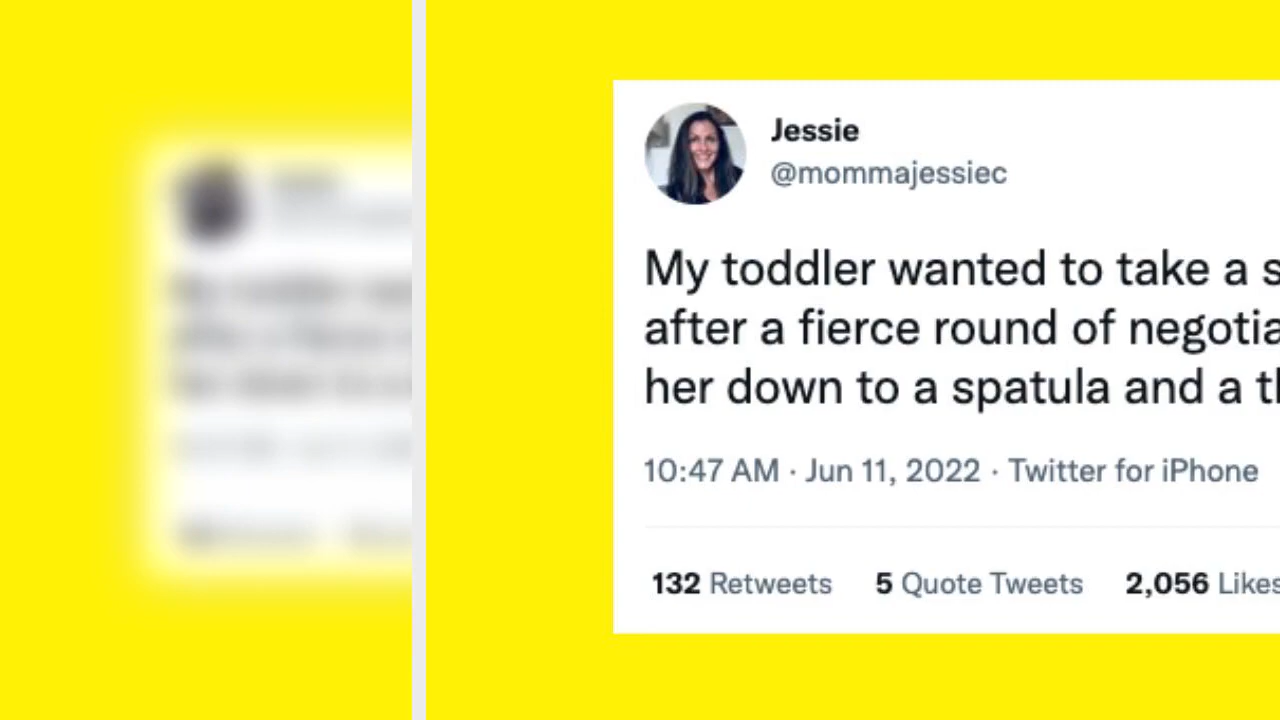 Jessie
@mommajessiec
My toddler wanted to take a s
after a fierce round of negotia
her down to a spatula and a th
10:47 AM · Jun 11, 2022 · Twitter for iPhone
132 Retweets 5 Quote Tweets 2,056 Likes